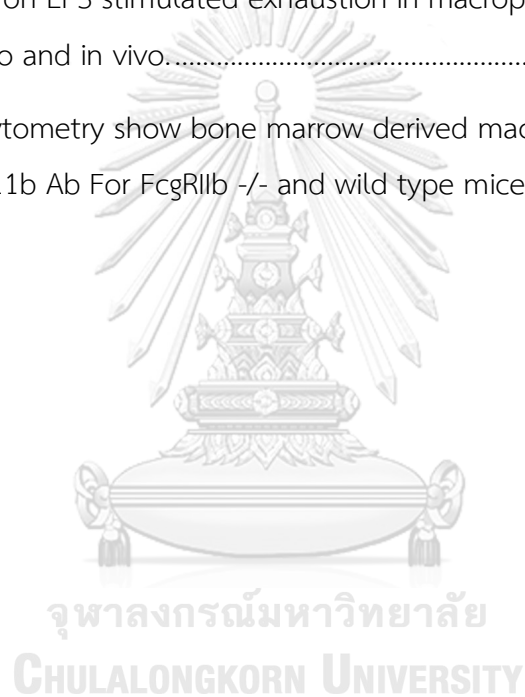 on LPS stimulated exhaustion in macrop
o and in vivo.......................................................
ytometry show bone marrow derived mac
1b Ab For FcgRIIb -/- and wild type mice
จุฬาลงกรณ์มหาวิทยาลัย
CHULALONGKORN UNIVERSITY